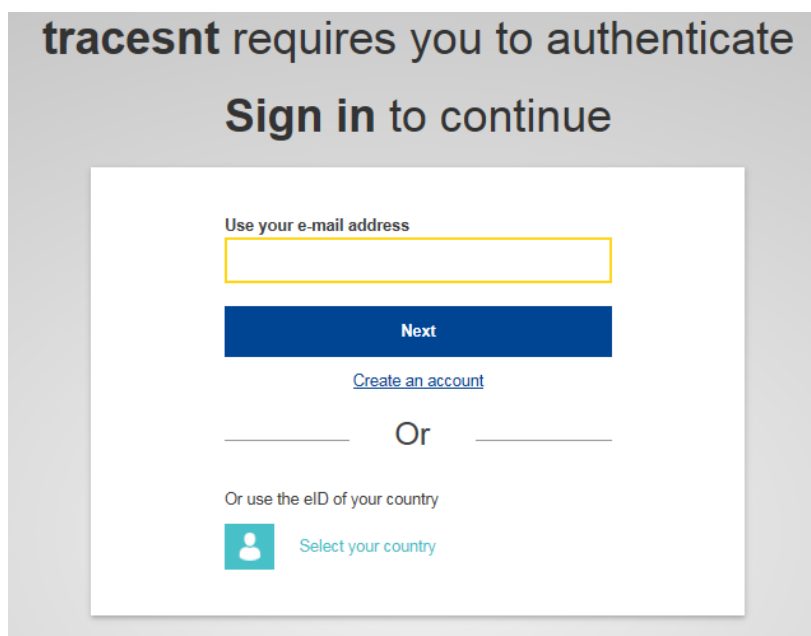 tracesnt requires you to authenticate
Sign in to continue
Use your e-mail address
Next
Create an account
Or
Or use the eID of your country
Select your country